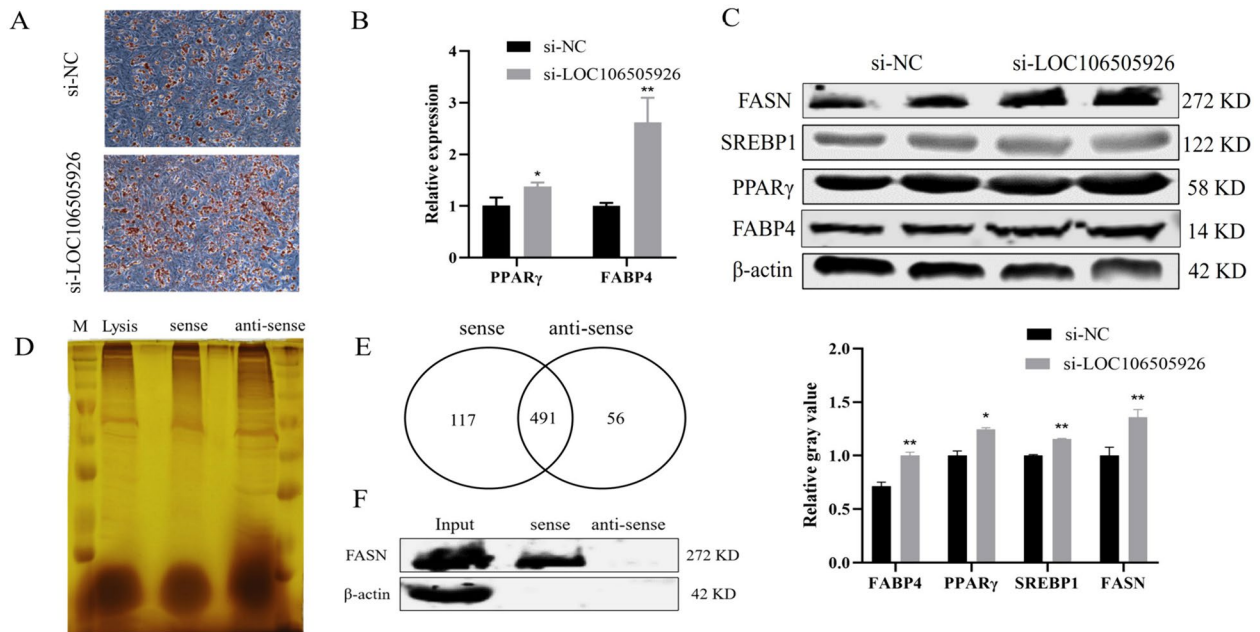 A
si-NC
si-LOC106505926
B
si-NC
si-LOC106505926
Relative expression
4
3
2
1
0
*
**
PPARγ
FABP4
C
si-NC si-LOC106505926
FASN 272 KD
SREBP1 122 KD
PPARγ 58 KD
FABP4 14 KD
β-actin 42 KD
D
M Lysis sense anti-sense
E
sense anti-sense
117 491 56
F
Input sense anti-sense
FASN 272 KD
β-actin 42 KD
si-NC
si-LOC106505926
Relative gray value
2.0
1.5
1.0
0.5
0.0
** * ** **
FABP4 PPARγ SREBP1 FASN